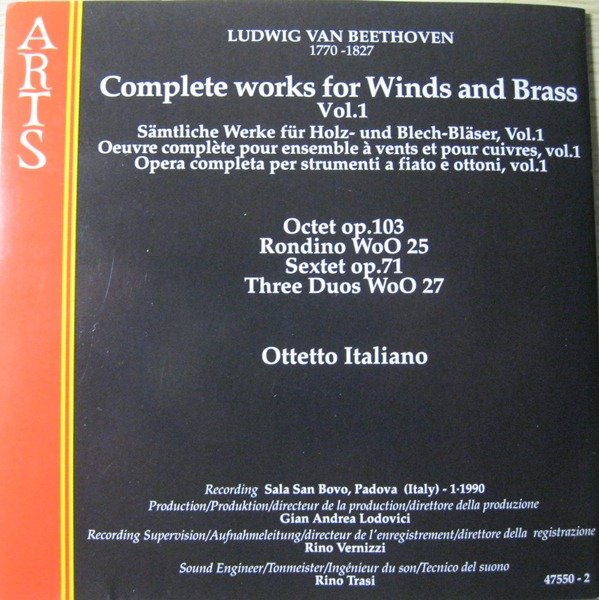 ARTS
LUDWIG VAN BEETHOVEN
1770 -1827
Complete works for Winds and Brass
Vol.1
Sämtliche Werke für Holz- und Blech-Bläser, Vol.1
Oeuvre complète pour ensemble à vents et pour cuivres, vol.1
Opera completa per strumenti a fiato e ottoni, vol.1
Octet op.103
Rondino WoO 25
Sextet op.71
Three Duos WoO 27
Ottetto Italiano
Recording Sala San Bovo, Padova (Italy) - 1·1990
Production/Produktion/directeur de la production/direttore della produzione
Gian Andrea Lodovici
Recording Supervision/Aufnahmeleitung/directeur de l'enregistrement/direttore della registrazione
Rino Vernizzi
Sound Engineer/Tonmeister/Ingénieur du son/Tecnico del suono
Rino Trasi
47550 - 2